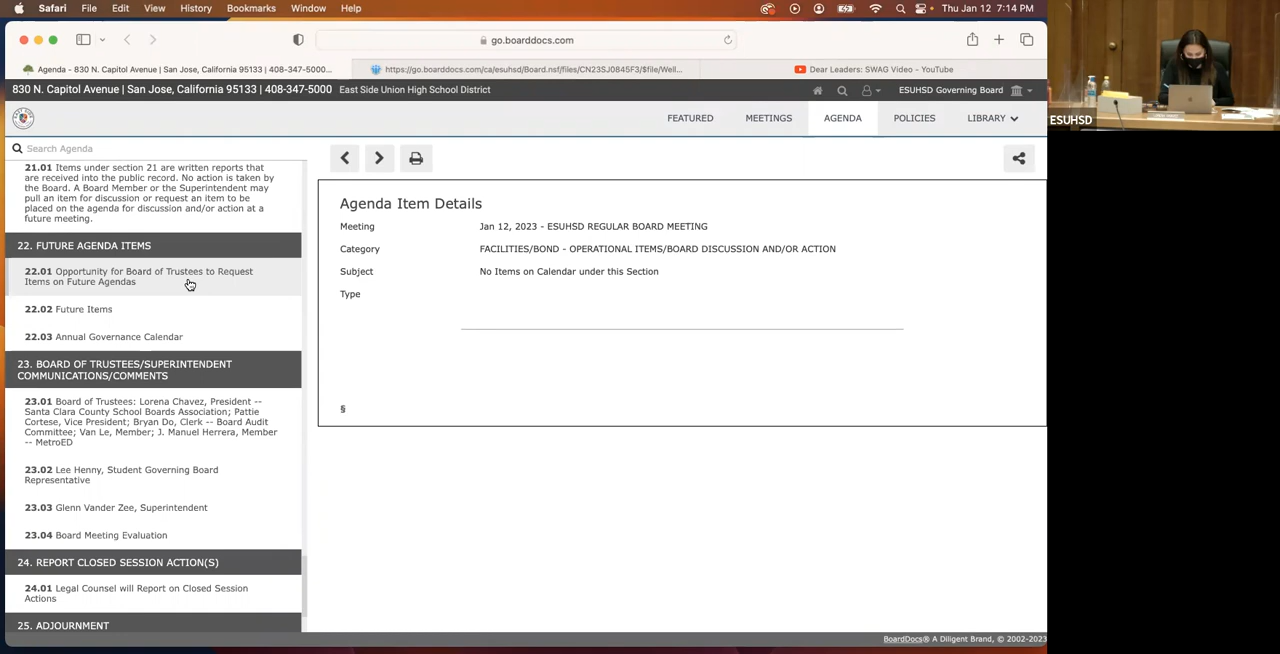 Safari File Edit View History Bookmarks Window Help Thu Jan 12 7:14 PM
go.boarddocs.com
Agenda - 830 N. Capitol Avenue | San Jose, California 95133 | 408-347-5000...
https://go.boarddocs.com/ca/esuhsd/Board.nsf/files/CN23SJ0845F3/$file/Well...
Dear Leaders: SWAG Video - YouTube
830 N. Capitol Avenue | San Jose, California 95133 | 408-347-5000 East Side Union High School District
ESUHSD Governing Board
FEATURED MEETINGS AGENDA POLICIES LIBRARY
Search Agenda
21.01 Items under section 21 are written reports that
are received into the public record. No action is taken by
the Board. A Board Member or the Superintendent may
pull an item for discussion or request an item to be
placed on the agenda for discussion and/or action at a
future meeting.
22. FUTURE AGENDA ITEMS
22.01 Opportunity for Board of Trustees to Request
Items on Future Agendas
22.02 Future Items
22.03 Annual Governance Calendar
23. BOARD OF TRUSTEES/SUPERINTENDENT
COMMUNICATIONS/COMMENTS
23.01 Board of Trustees: Lorena Chavez, President --
Santa Clara County School Boards Association; Pattie
Cortese, Vice President; Bryan Do, Clerk -- Board Audit
Committee; Van Le, Member; J. Manuel Herrera, Member
-- MetroED
23.02 Lee Henny, Student Governing Board
Representative
23.03 Glenn Vander Zee, Superintendent
23.04 Board Meeting Evaluation
24. REPORT CLOSED SESSION ACTION(S)
24.01 Legal Counsel will Report on Closed Session
Actions
25. ADJOURNMENT
Agenda Item Details
Meeting Jan 12, 2023 - ESUHSD REGULAR BOARD MEETING
Category FACILITIES/BOND - OPERATIONAL ITEMS/BOARD DISCUSSION AND/OR ACTION
Subject No Items on Calendar under this Section
Type
§
BoardDocs® A Diligent Brand, © 2002-2023
ESUHSD